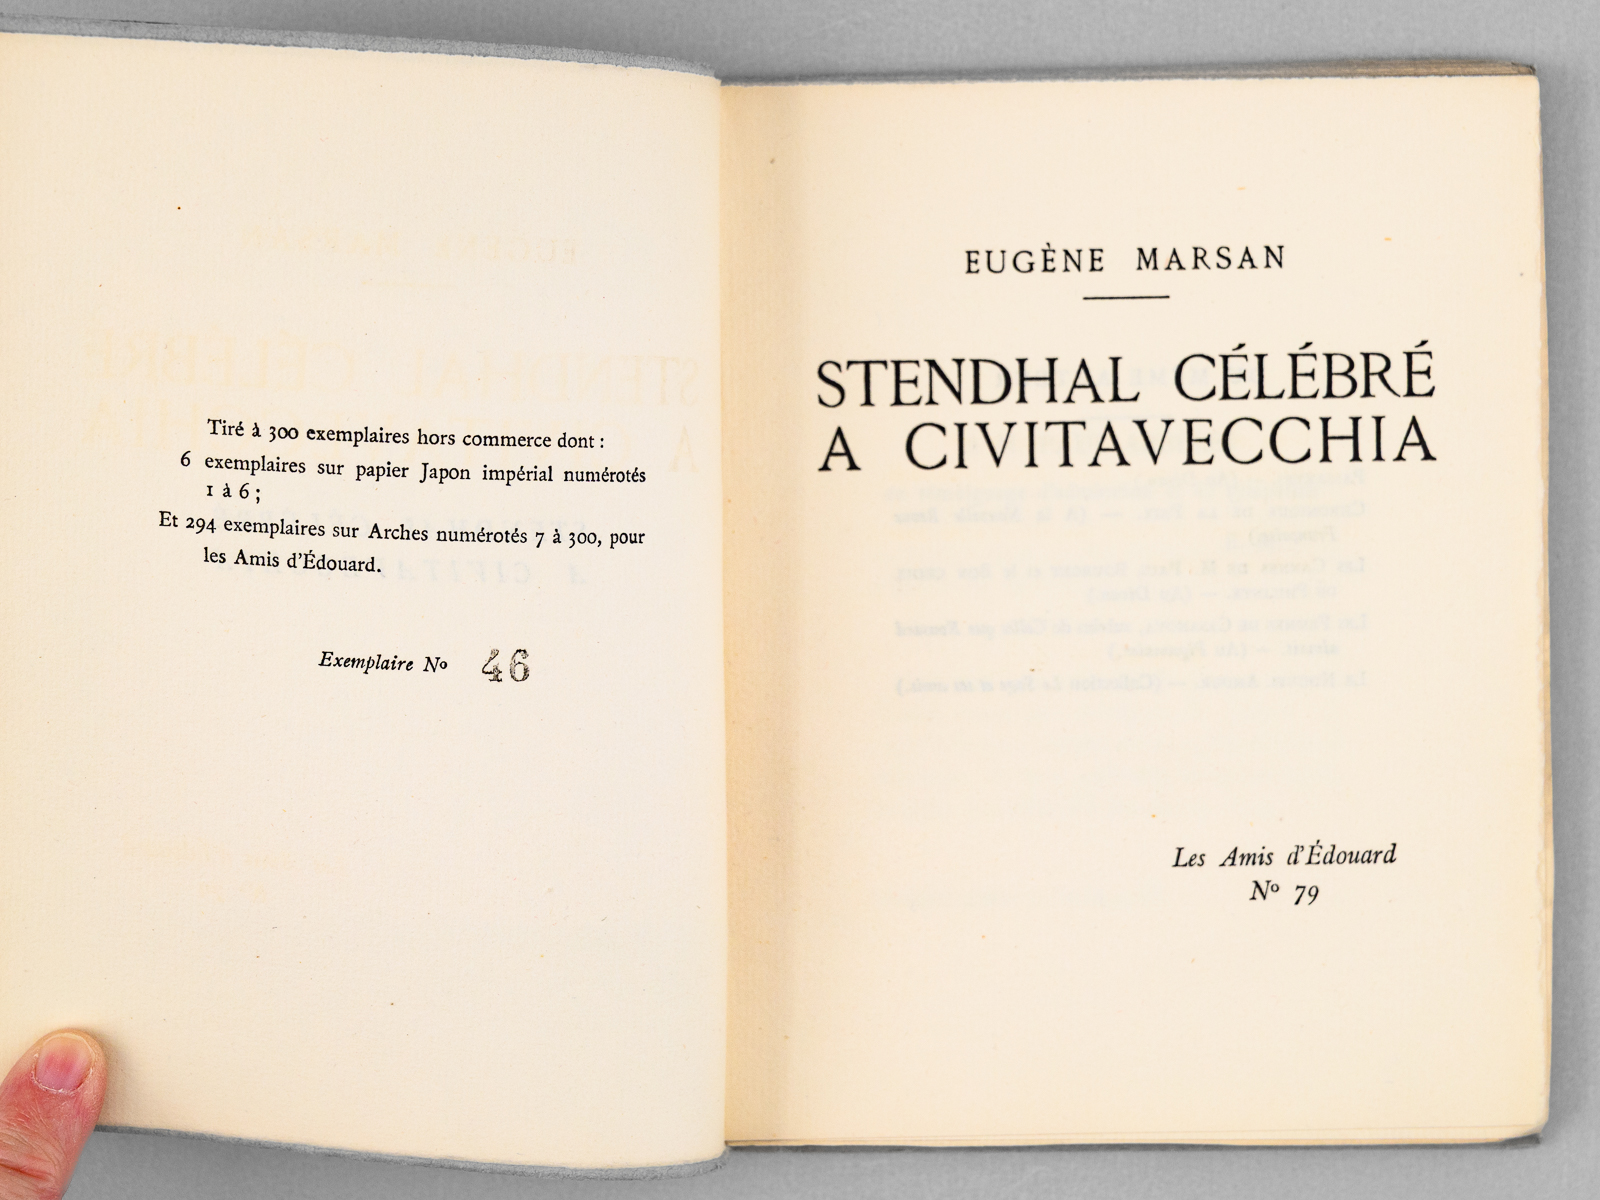 Tiré à 300 exemplaires hors commerce dont :
6 exemplaires sur papier Japon impérial numérotés
1 à 6 ;
Et 294 exemplaires sur Arches numérotés 7 à 300, pour
les Amis d'Édouard.
Exemplaire Nº 46
EUGÈNE MARSAN
STENDHAL CÉLÉBRÉ
A CIVITAVECCHIA
Les Amis d'Édouard
Nº 79